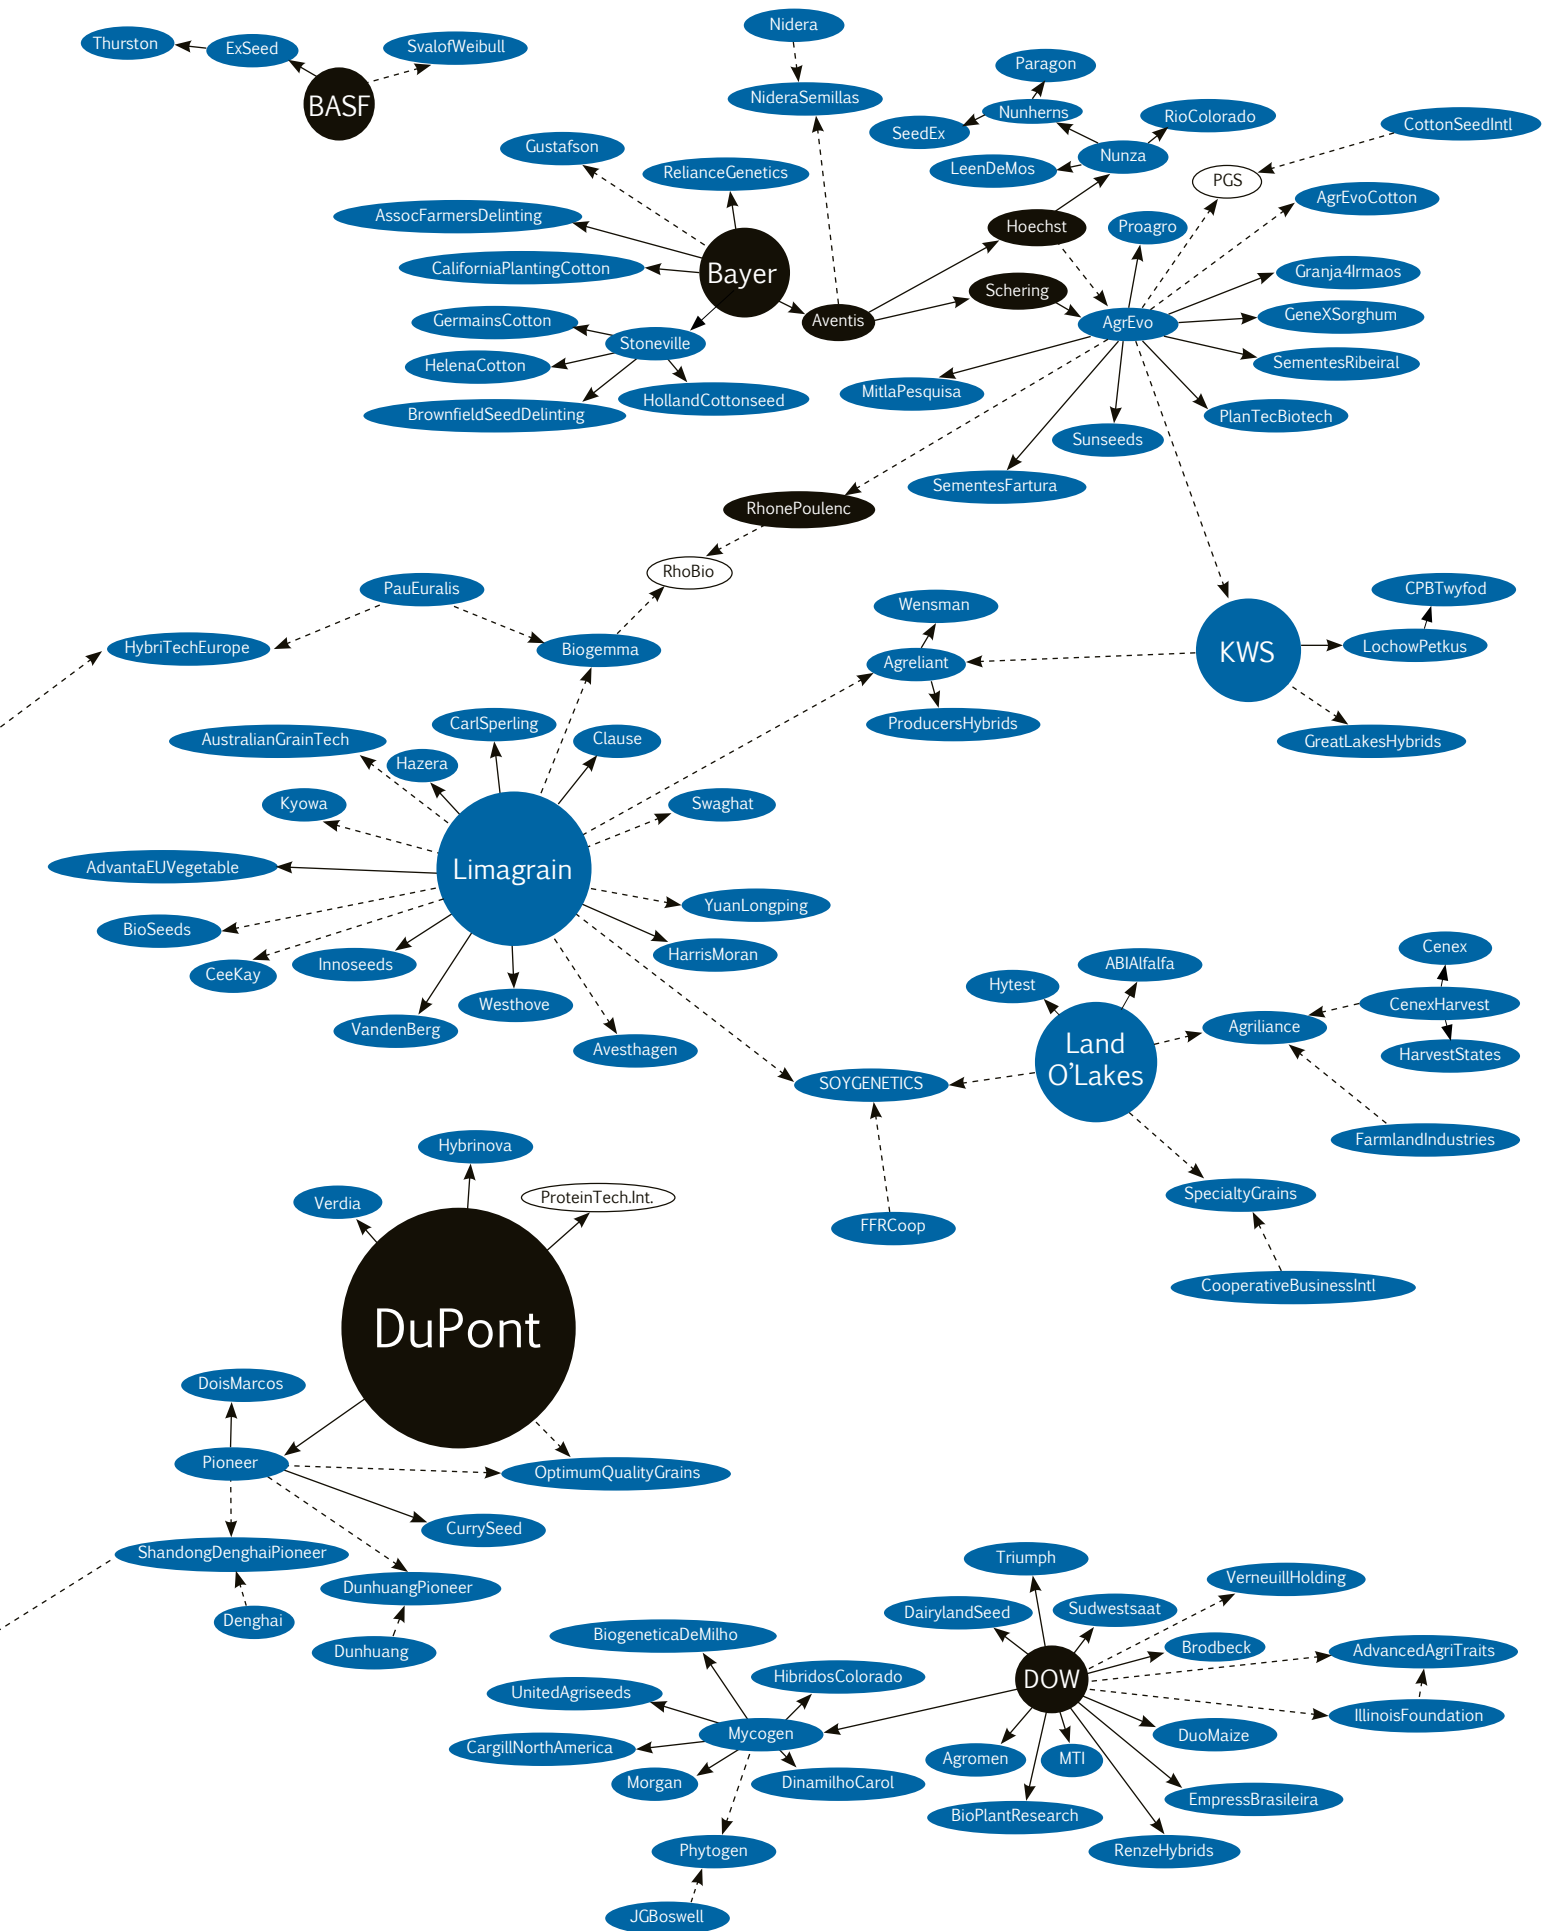 Nidera
Thurston
ExSeed
SvalofWeibull
Paragon
BASF
NideraSemillas
Nunherns
RioColorado
CottonSeedIntl
SeedEx
Gustafson
Nunza
LeenDeMos
RelianceGenetics
PGS
AgrEvoCotton
AssocFarmersDelinting
Hoechst
Proagro
CaliforniaPlantingCotton
Bayer
Granja4Irmaos
Schering
GermainsCotton
Aventis
AgrEvo
GeneXSorghum
Stoneville
HelenaCotton
SementesRibeiral
MitlaPesquisa
HollandCottonseed
BrownfieldSeedDelinting
PlanTecBiotech
Sunseeds
SementesFartura
RhonePoulenc
RhoBio
PauEuralis
CPBTwyfod
Wensman
HybriTechEurope
Biogemma
KWS
LochowPetkus
Agreliant
CarlSperling
ProducersHybrids
AustralianGrainTech
Clause
GreatLakesHybrids
Hazera
Kyowa
Swaghat
AdvantaEUVegetable
Limagrain
YuanLongping
BioSeeds
HarrisMoran
Cenex
Innoseeds
ABIAlfalfa
CeeKay
Hytest
Westhove
CenexHarvest
VandenBerg
Agriliance
Land
O'Lakes
Avesthagen
HarvestStates
SOYGENETICS
Hybrinova
FarmlandIndustries
ProteinTech.Int.
Verdia
SpecialtyGrains
FFRCoop
CooperativeBusinessIntl
DuPont
DoisMarcos
Pioneer
OptimumQualityGrains
CurrySeed
ShandongDenghaiPioneer
Triumph
DunhuangPioneer
VerneuillHolding
Denghai
DairylandSeed
Sudwestsaat
BiogeneticaDeMilho
Dunhuang
Brodbeck
AdvancedAgriTraits
HibridosColorado
DOW
UnitedAgriseeds
IllinoisFoundation
Mycogen
DuoMaize
CargillNorthAmerica
Agromen
MTI
Morgan
DinamilhoCarol
EmpressBrasileira
BioPlantResearch
Phytogen
RenzeHybrids
JGBoswell